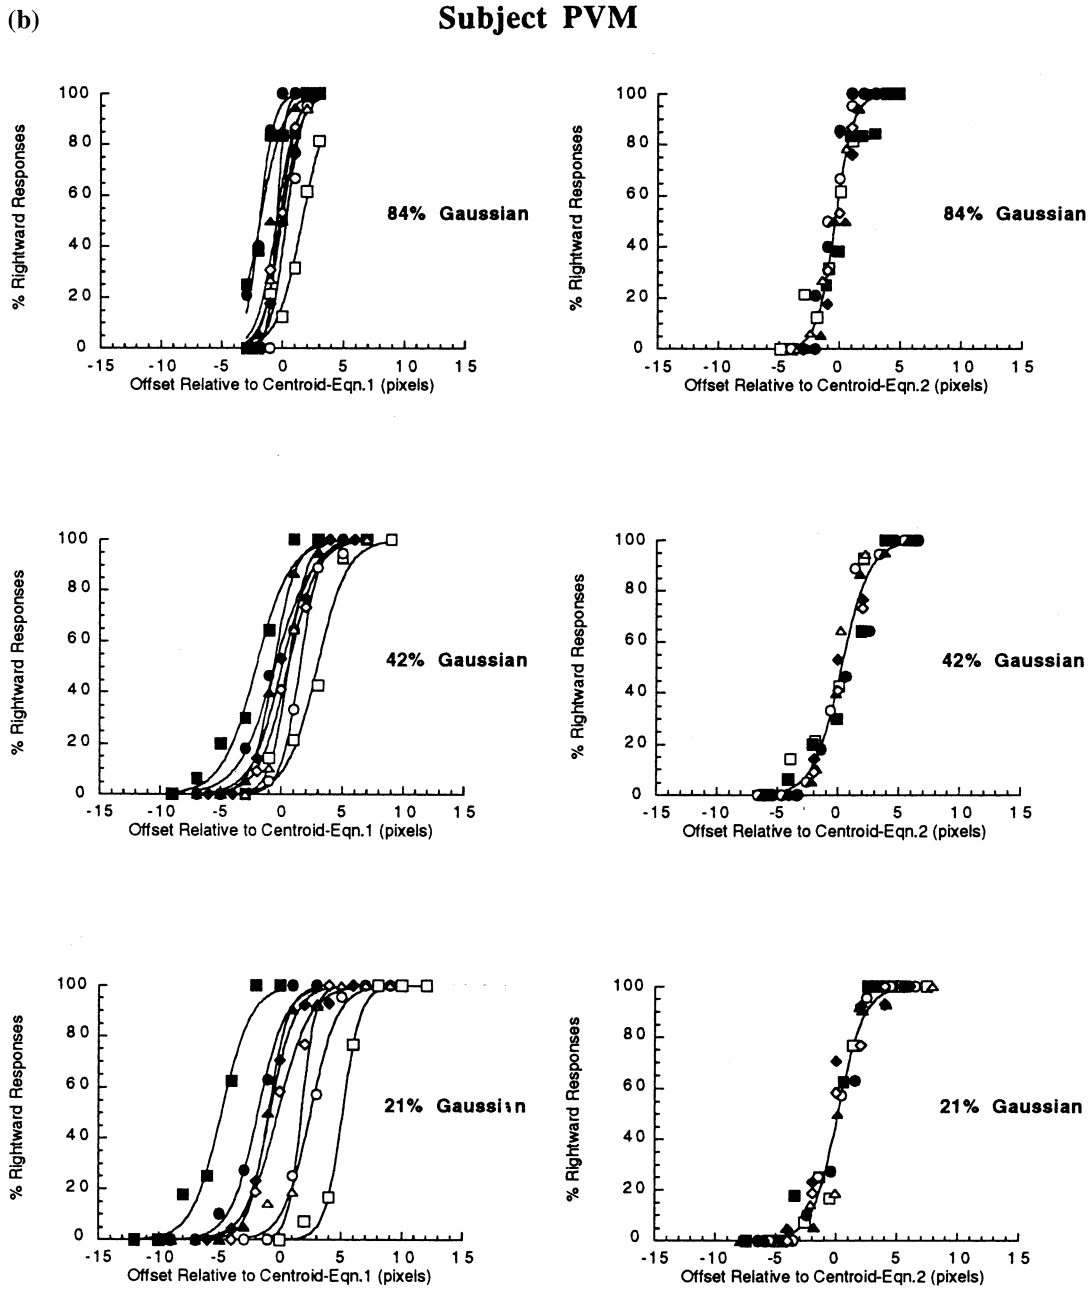 (b)
Subject PVM
% Rightward Responses
100
80
60
40
20
0
-15 -10 -5 0 5 10 15
Offset Relative to Centroid-Eqn.1 (pixels)
84% Gaussian
% Rightward Responses
100
80
60
40
20
0
-15 -10 -5 0 5 10 15
Offset Relative to Centroid-Eqn.2 (pixels)
84% Gaussian
% Rightward Responses
100
80
60
40
20
0
-15 -10 -5 0 5 10 15
Offset Relative to Centroid-Eqn.1 (pixels)
42% Gaussian
% Rightward Responses
100
80
60
40
20
0
-15 -10 -5 0 5 10 15
Offset Relative to Centroid-Eqn.2 (pixels)
42% Gaussian
% Rightward Responses
100
80
60
40
20
0
-15 -10 -5 0 5 10 15
Offset Relative to Centroid-Eqn.1 (pixels)
21% Gaussian
% Rightward Responses
100
80
60
40
20
0
-15 -10 -5 0 5 10 15
Offset Relative to Centroid-Eqn.2 (pixels)
21% Gaussian